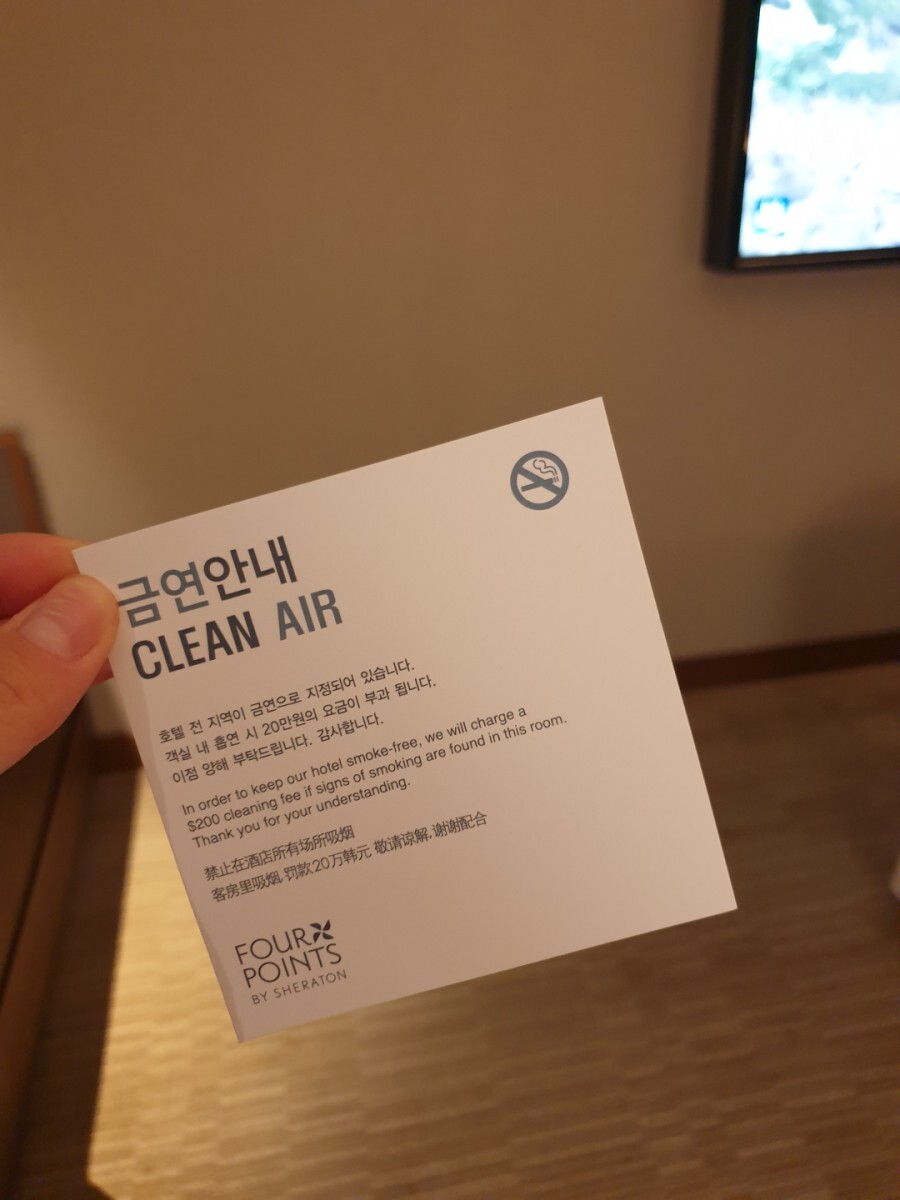 금연안내
CLEAN AIR
호텔 전 지역이 금연으로 지정되어 있습니다.
객실 내 흡연 시 20만원의 요금이 부과 됩니다.
이점 양해 부탁드립니다. 감사합니다.
In order to keep our hotel smoke-free, we will charge a
$200 cleaning fee if signs of smoking are found in this room.
Thank you for your understanding.
禁止在酒店所有场所吸烟
客房里吸烟,罚款20万韩元 敬请谅解,谢谢配合
FOUR
POINTS
BY SHERATON